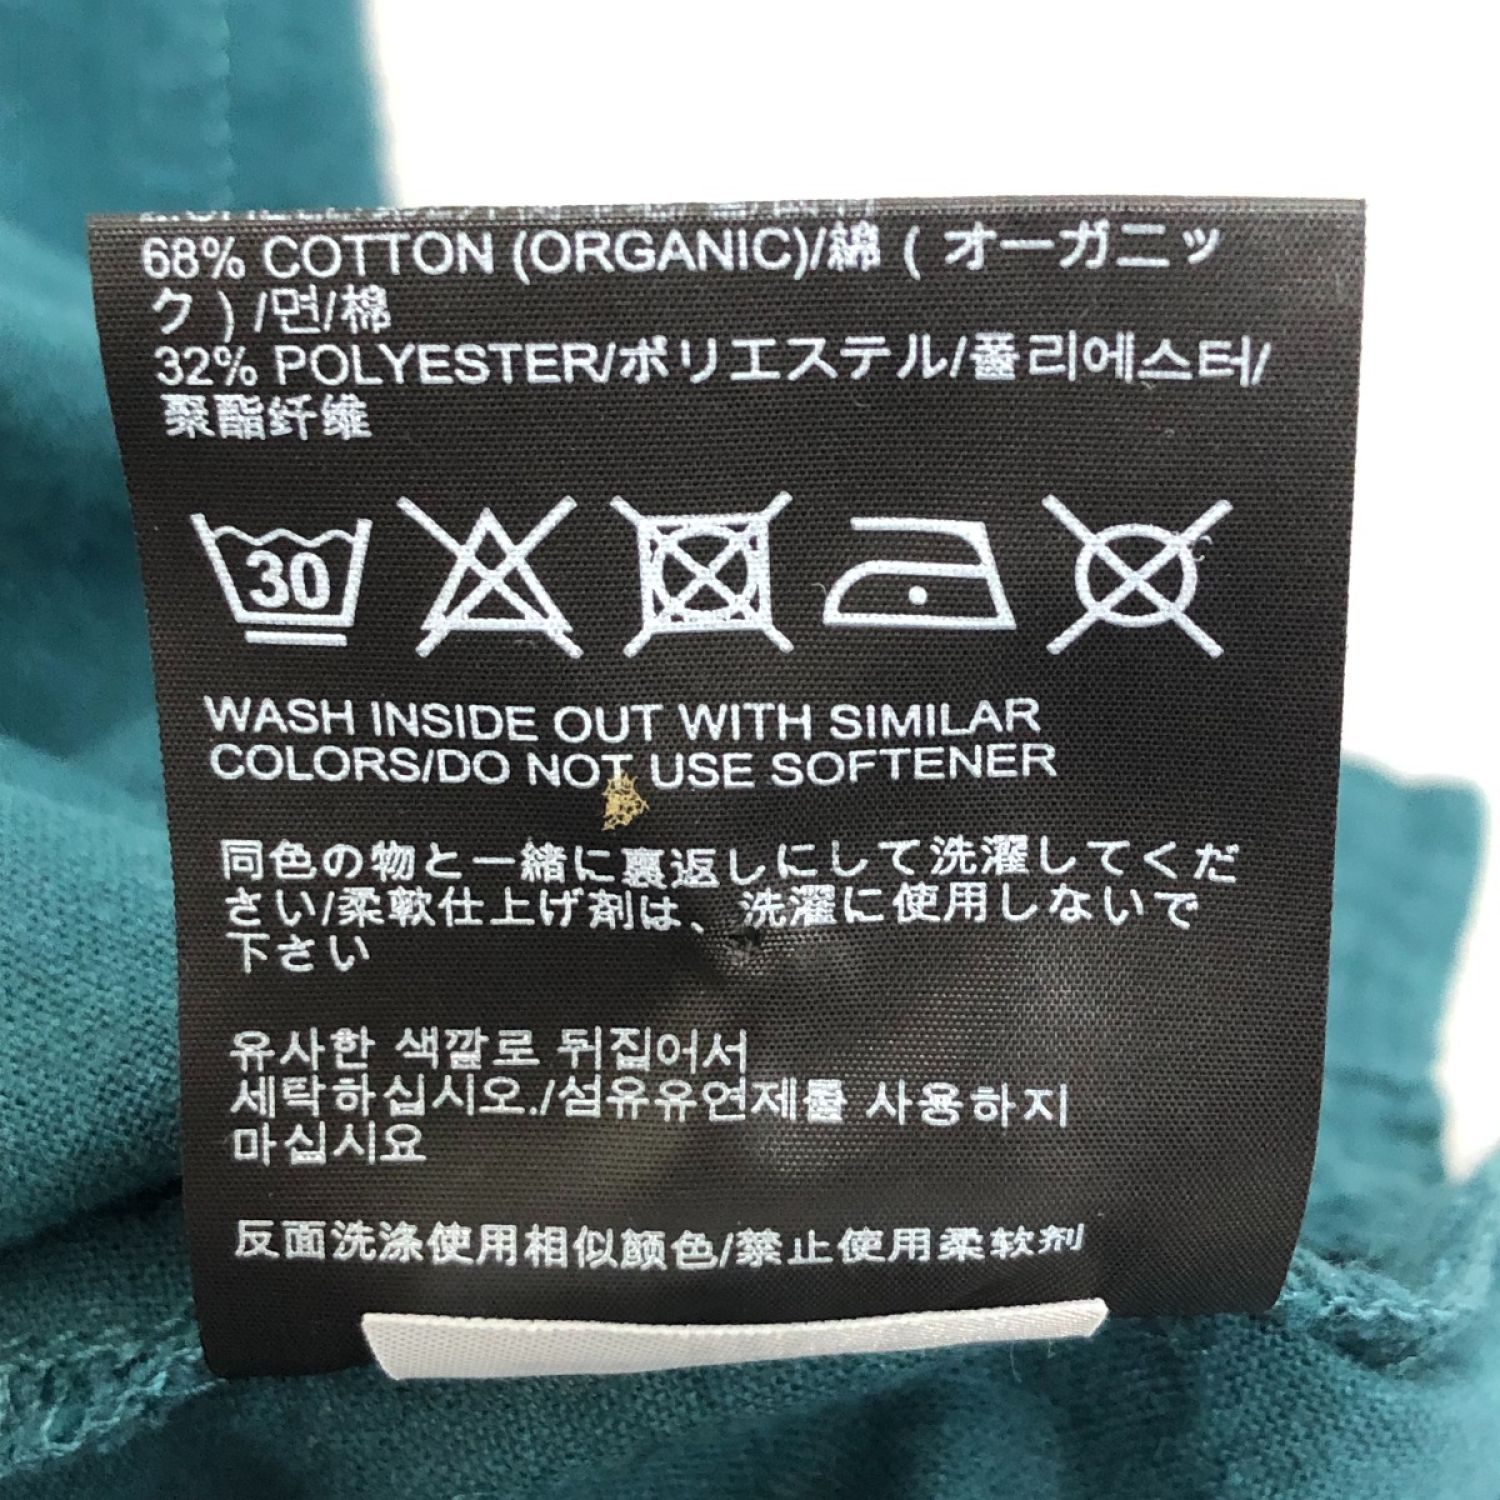 68% COTTON (ORGANIC)/綿 ( オーガニッ
ク ) /면/棉
32% POLYESTER/ポリエステル/폴리에스터/
聚酯纤维
30
WASH INSIDE OUT WITH SIMILAR
COLORS/DO NOT USE SOFTENER
同色の物と一緒に裏返しにして洗濯してくだ
さい/柔軟仕上げ剤は、洗濯に使用しないで
下さい
유사한 색깔로 뒤집어서
세탁하십시오./섬유유연제를 사용하지
마십시요
反面洗涤使用相似颜色/禁止使用柔软剂